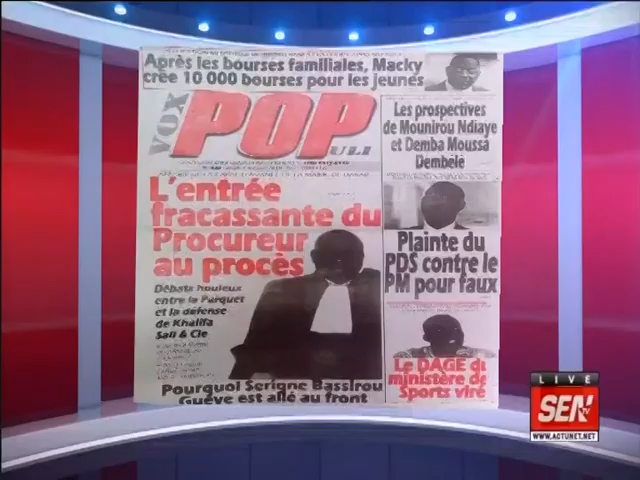 Après les bourses familiales, Macky
crée 10 000 bourses pour les jeunes
VOX
POP
ULI
L'entrée
fracassante du
Procureur
au procès
Débats houleux
entre le Parquet
et la défense
de Khalifa
Sall & Cie
Pourquoi Serigne Bassirou
Guèye est allé au front
Les prospectives
de Mounirou Ndiaye
et Demba Moussa
Dembélé
Plainte du
PDS contre le
PM pour faux
Le DAGE du
ministère de
Sports viré
LIVE
SEN TV
WWW.ACTUNET.NET